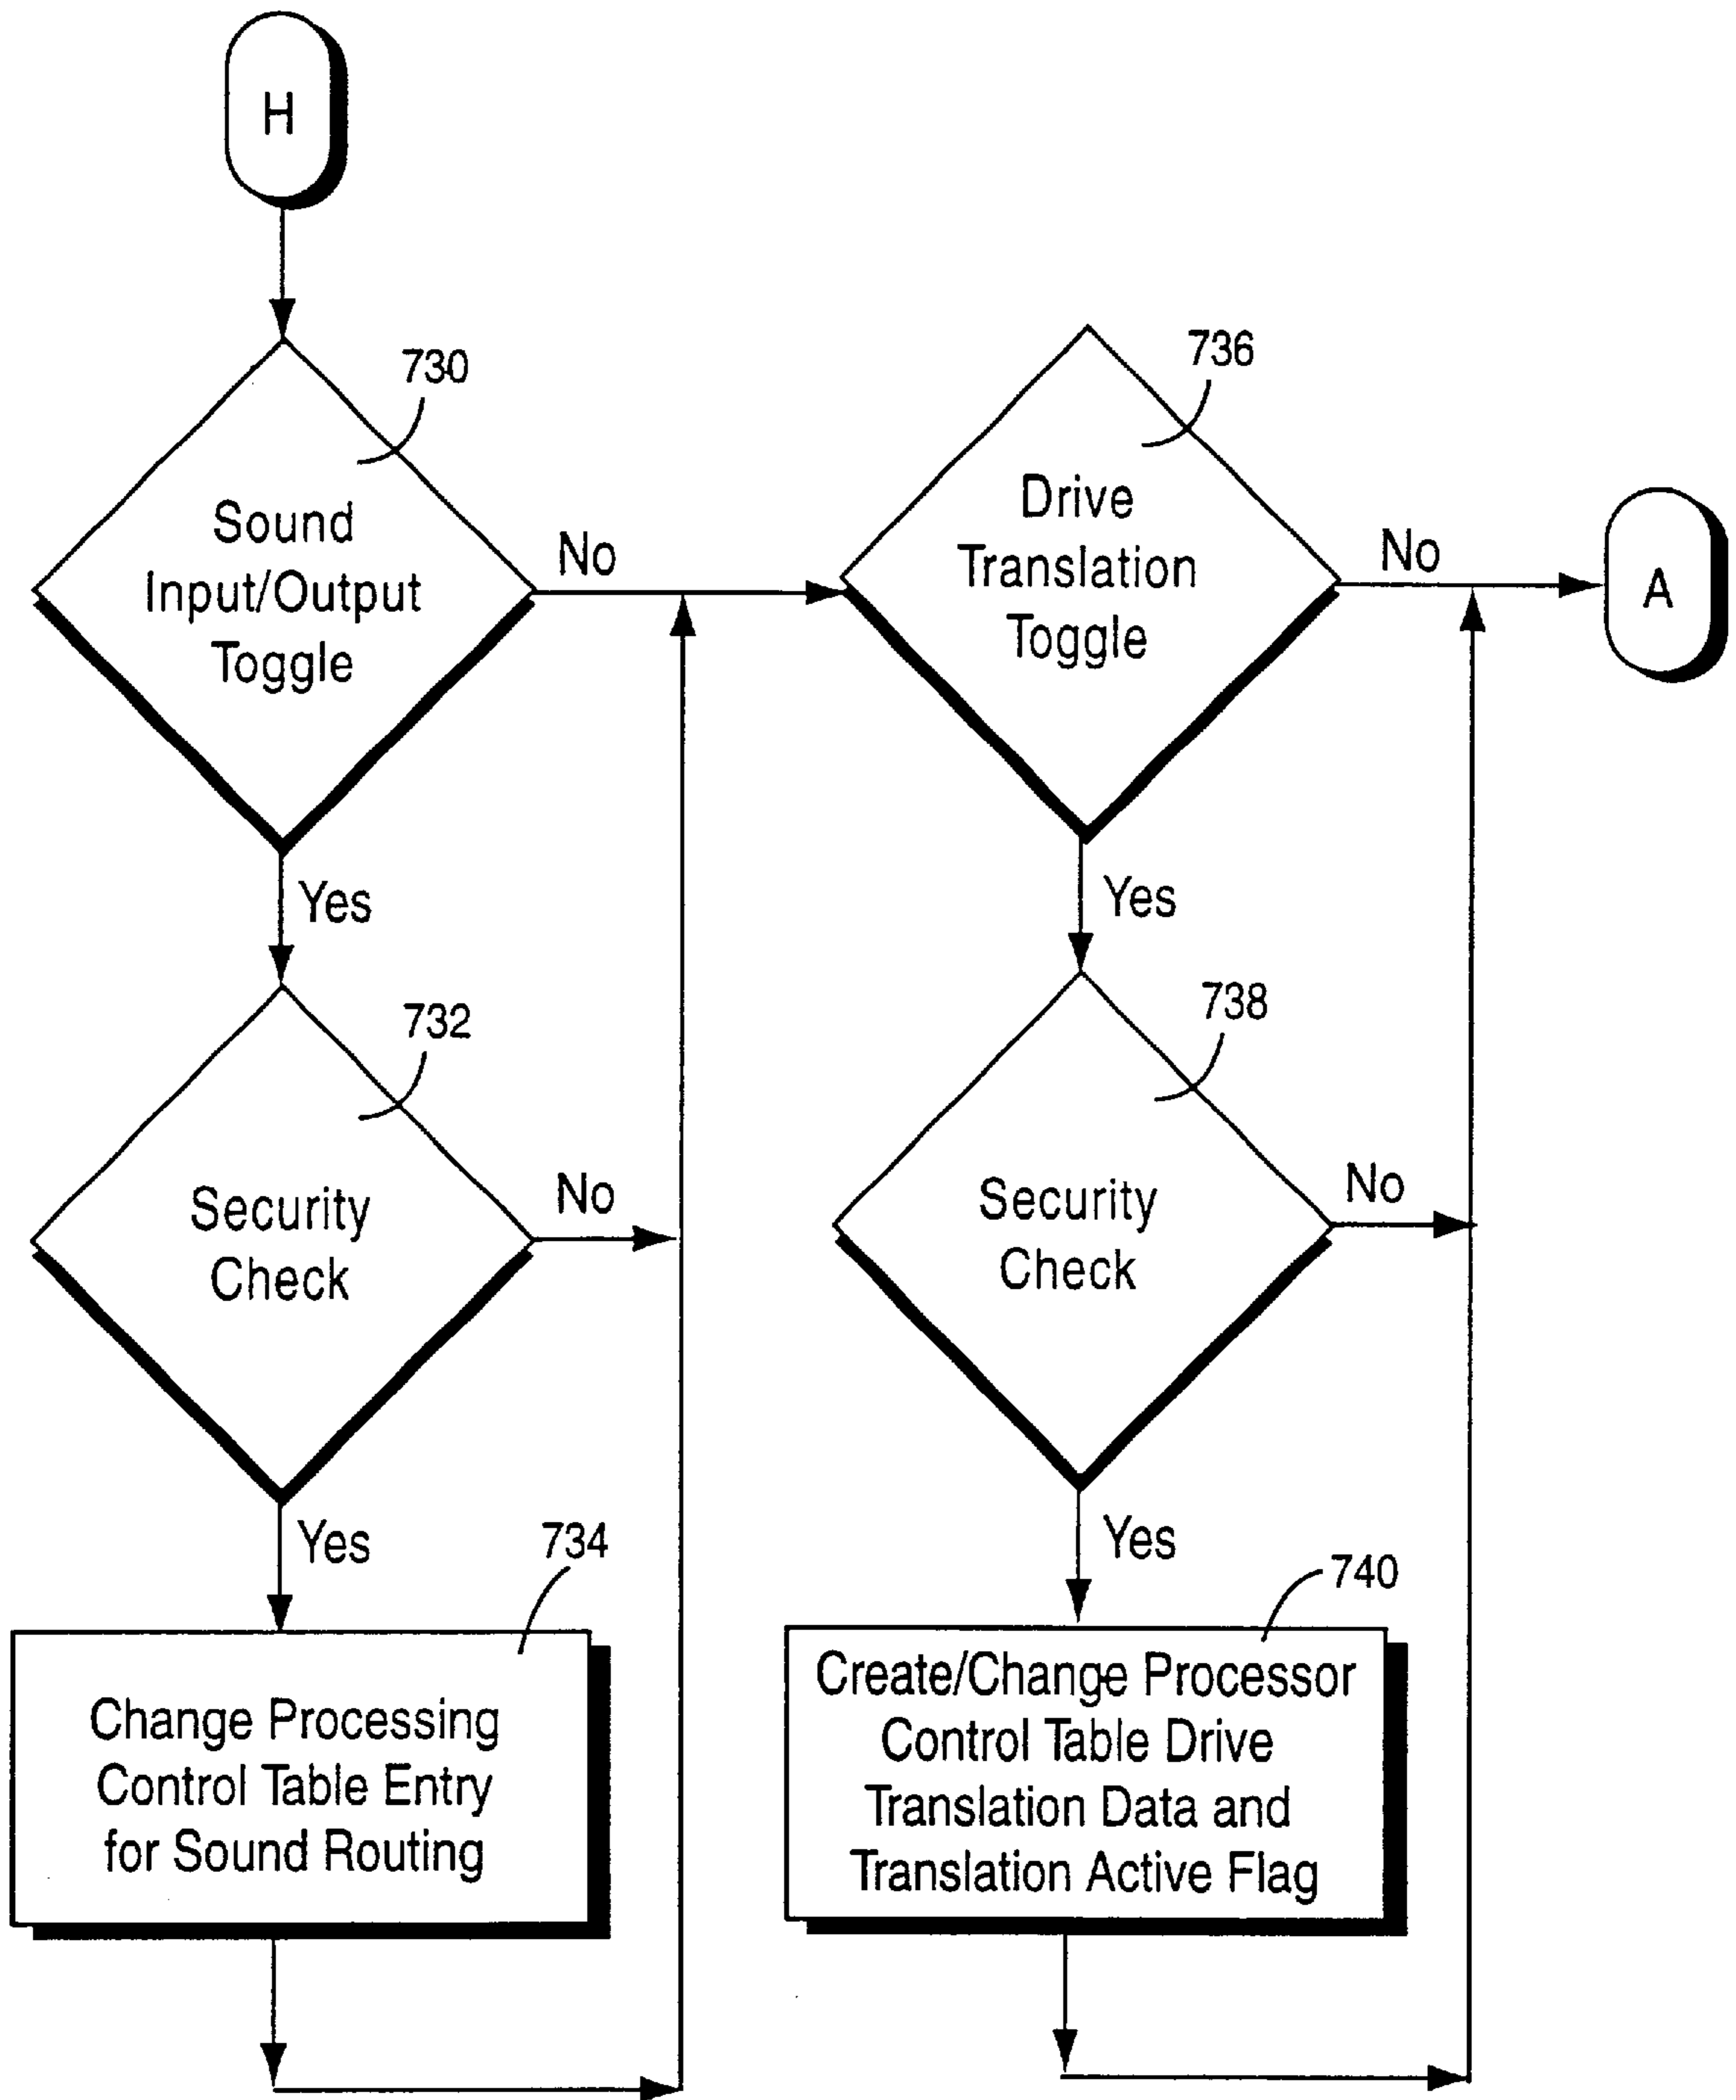 H
730
Sound
Input/Output
Toggle
No
Yes
732
Security
Check
No
Yes
734
Change Processing
Control Table Entry
for Sound Routing
736
Drive
Translation
Toggle
No
A
Yes
738
Security
Check
No
Yes
740
Create/Change Processor
Control Table Drive
Translation Data and
Translation Active Flag